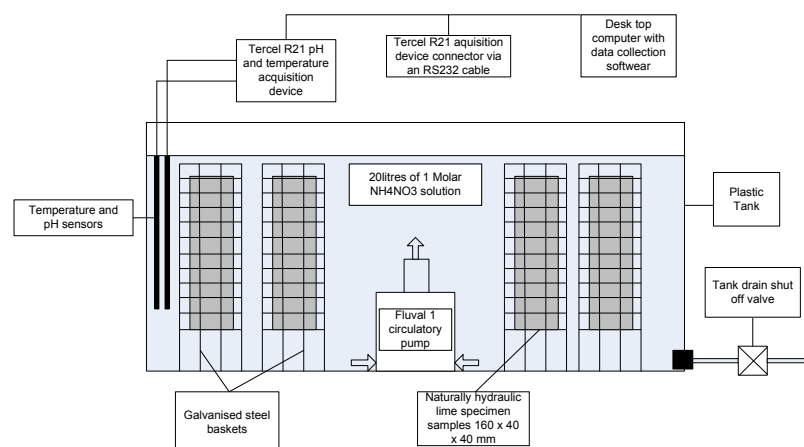 Tercel R21 pH
and temperature
acquisition
device
Tercel R21 aquisition
device connector via
an RS232 cable
Desk top
computer with
data collection
softwear
20litres of 1 Molar
NH4NO3 solution
Temperature and
pH sensors
Plastic
Tank
Tank drain shut
off valve
Fluval 1
circulatory
pump
Galvanised steel
baskets
Naturally hydraulic
lime specimen
samples 160 x 40
x 40 mm